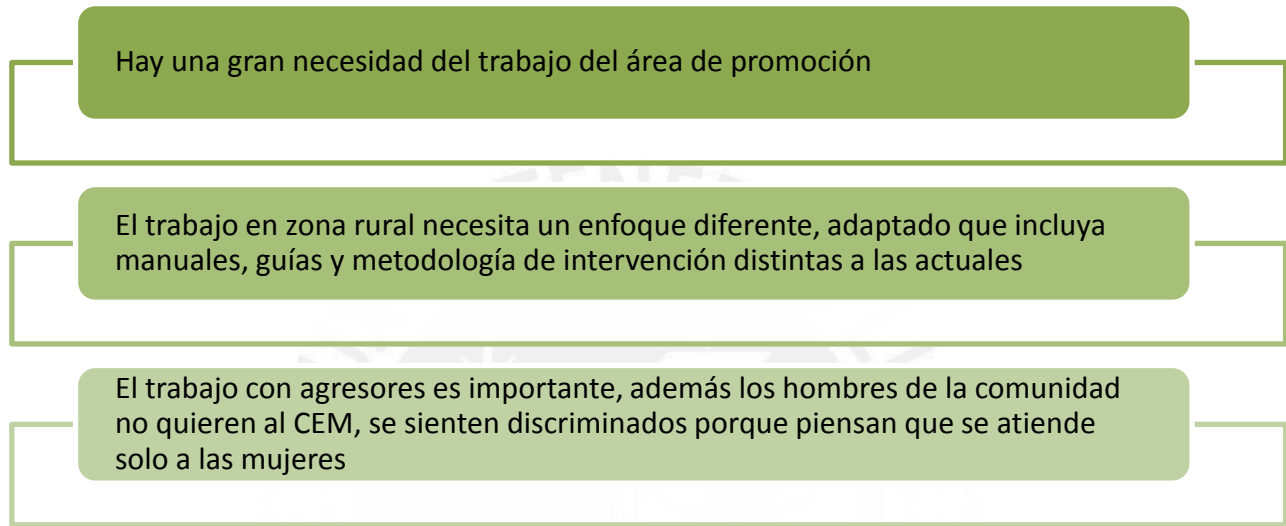 Hay una gran necesidad del trabajo del área de promoción
El trabajo en zona rural necesita un enfoque diferente, adaptado que incluya
manuales, guías y metodología de intervención distintas a las actuales
El trabajo con agresores es importante, además los hombres de la comunidad
no quieren al CEM, se sienten discriminados porque piensan que se atiende
solo a las mujeres